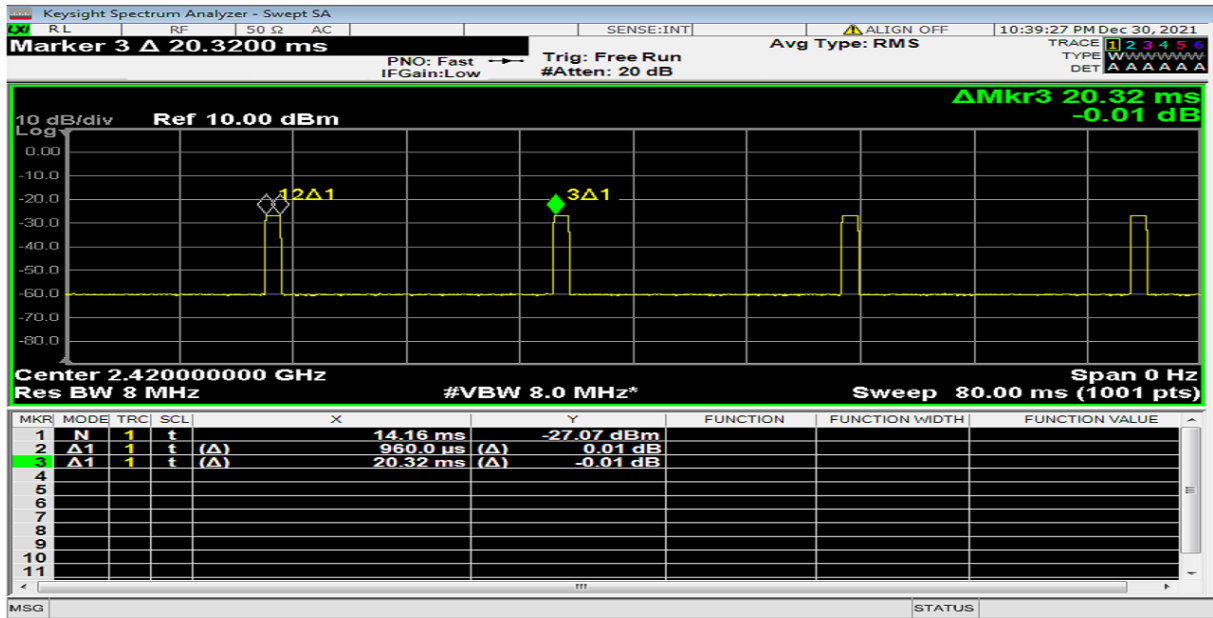 Keysight Spectrum Analyzer - Swept SA
LXI RL RF 50 Ω AC SENSE:INT ALIGN OFF 10:39:27 PM Dec 30, 2021
Marker 3 Δ 20.3200 ms
PNO: Fast
IFGain:Low
Trig: Free Run
#Atten: 20 dB
Avg Type: RMS
TRACE 1 2 3 4 5 6
TYPE W W W W W W
DET A A A A A A
ΔMkr3 20.32 ms
-0.01 dB
10 dB/div Ref 10.00 dBm
Log
0.00
-10.0
-20.0
-30.0
-40.0
-50.0
-60.0
-70.0
-80.0
12Δ1 3Δ1
Center 2.420000000 GHz Span 0 Hz
Res BW 8 MHz #VBW 8.0 MHz* Sweep 80.00 ms (1001 pts)
MKR MODE TRC SCL X Y FUNCTION FUNCTION WIDTH FUNCTION VALUE
1 N 1 t 14.16 ms -27.07 dBm
2 Δ1 1 t (Δ) 960.0 µs (Δ) 0.01 dB
3 Δ1 1 t (Δ) 20.32 ms (Δ) -0.01 dB
4
5
6
7
8
9
10
11
MSG STATUS